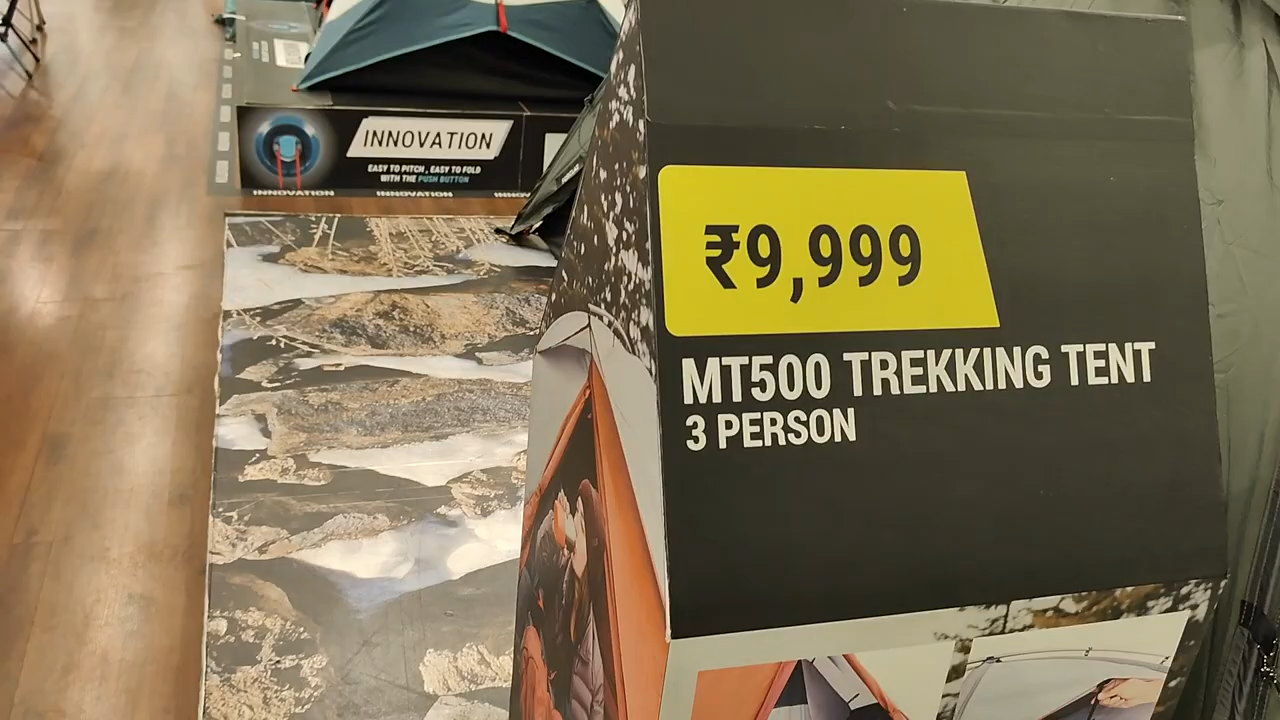 INNOVATION
EASY TO PITCH, EASY TO FOLD
WITH THE PUSH BUTTON
INNOVATION INNOVATION
₹9,999
MT500 TREKKING TENT
3 PERSON